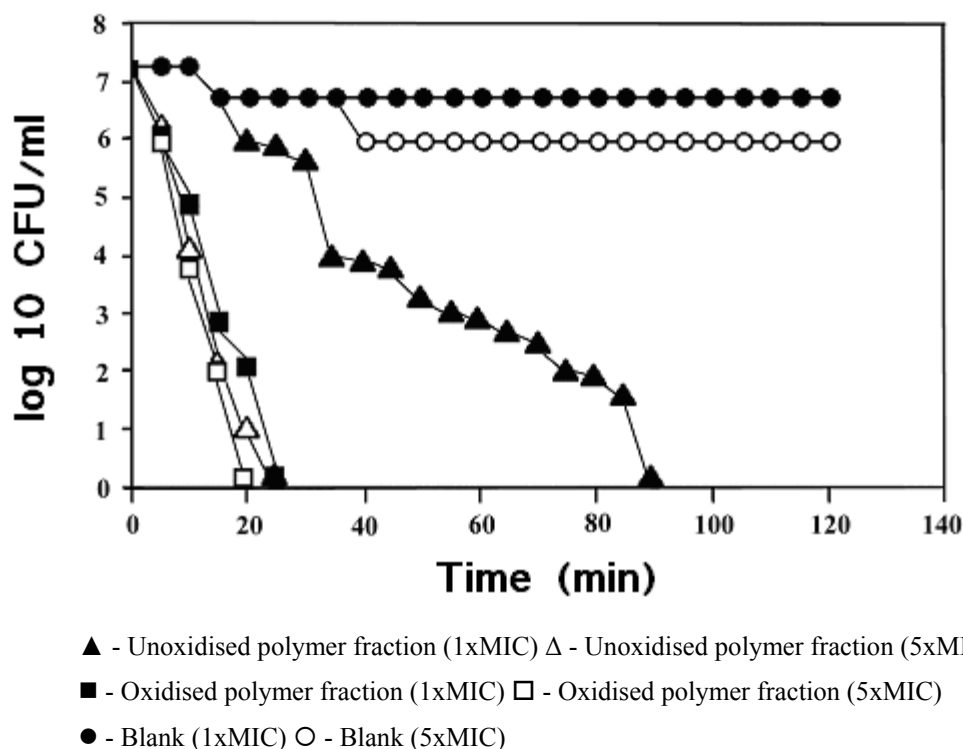 8
7
6
5
4
3
2
1
0
log 10 CFU/ml
0 20 40 60 80 100 120 140
Time (min)
▲ - Unoxidised polymer fraction (1xMIC) Δ - Unoxidised polymer fraction
■ - Oxidised polymer fraction (1xMIC) □ - Oxidised polymer fraction (5xMIC)
● - Blank (1xMIC) ○ - Blank (5xMIC)